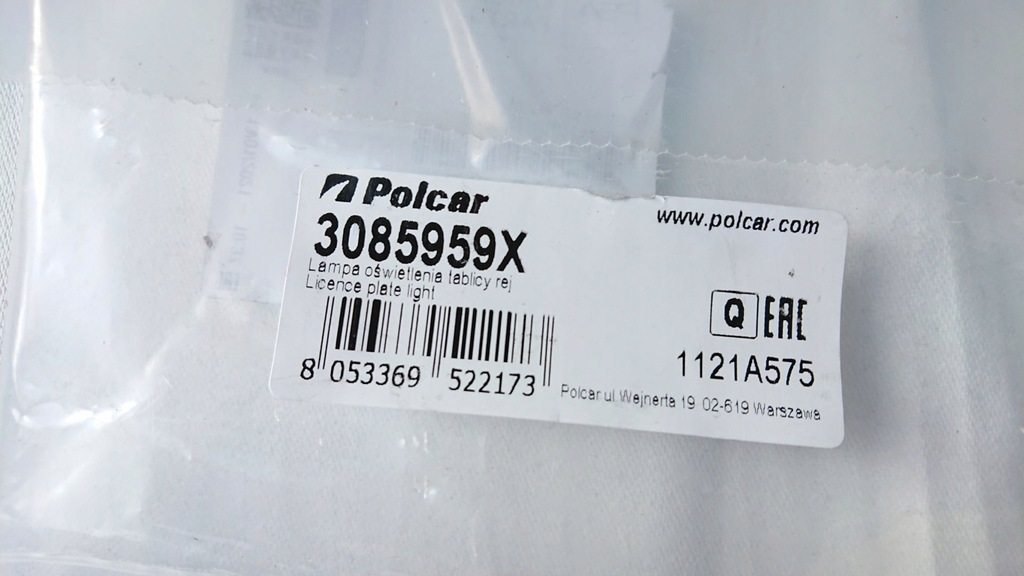 Polcar
www.polcar.com
3085959X
Lampa oświetlenia tablicy rej
Licence plate light
Q EAC
8 053369 522173
1121A575
Polcar ul. Wejnerta 19 02-619 Warszawa